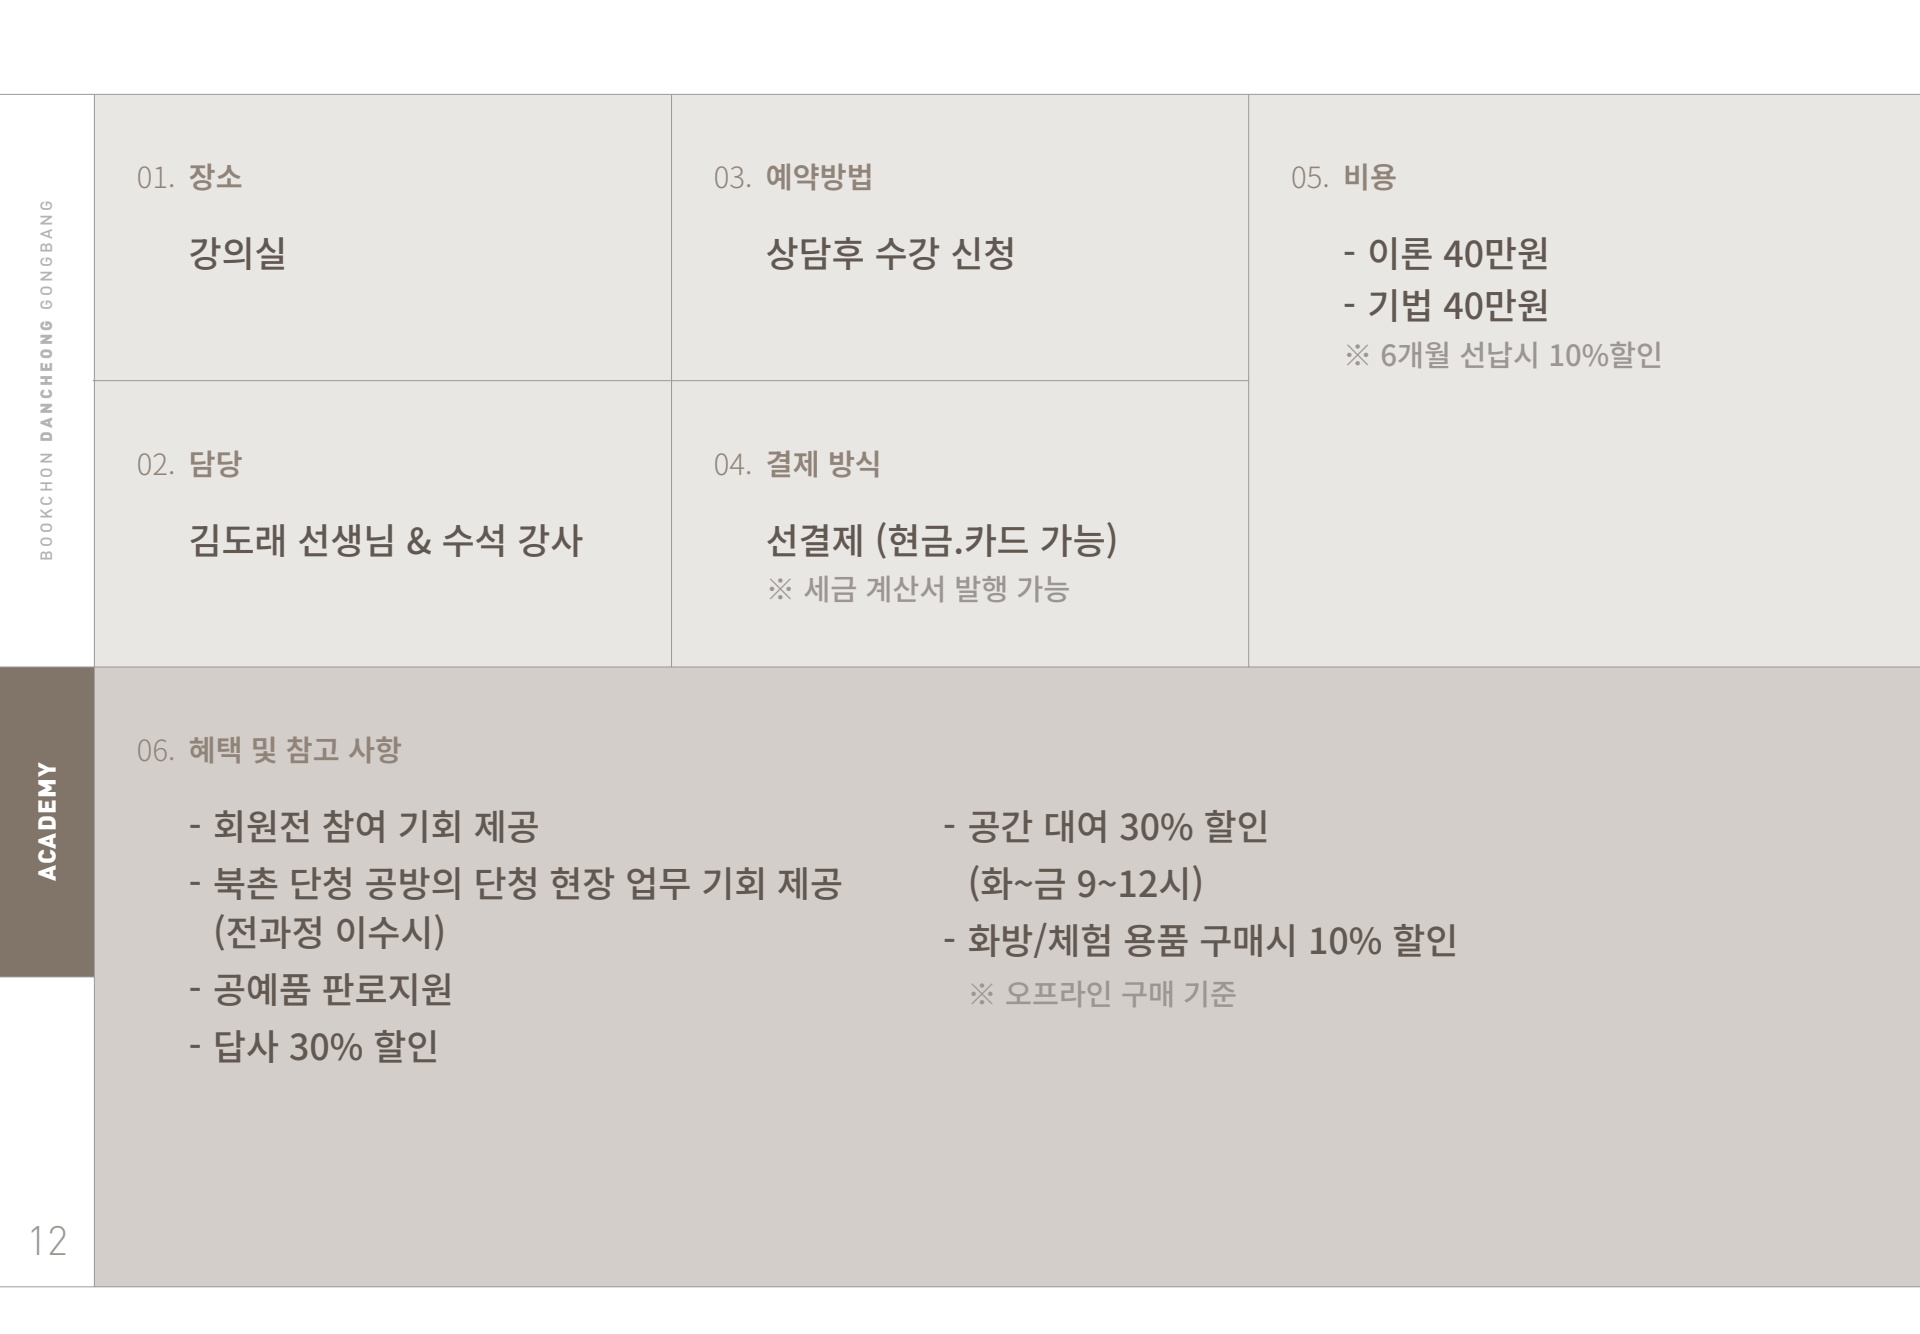 BOOKCHON DANCHEONG GONGBANG
ACADEMY
12
01. 장소
강의실
02. 담당
김도래 선생님 & 수석 강사
03. 예약방법
상담후 수강 신청
04. 결제 방식
선결제 (현금.카드 가능)
※ 세금 계산서 발행 가능
05. 비용
- 이론 40만원
- 기법 40만원
※ 6개월 선납시 10%할인
06. 혜택 및 참고 사항
- 회원전 참여 기회 제공
- 북촌 단청 공방의 단청 현장 업무 기회 제공
(전과정 이수시)
- 공예품 판로지원
- 답사 30% 할인
- 공간 대여 30% 할인
(화~금 9~12시)
- 화방/체험 용품 구매시 10% 할인
※ 오프라인 구매 기준